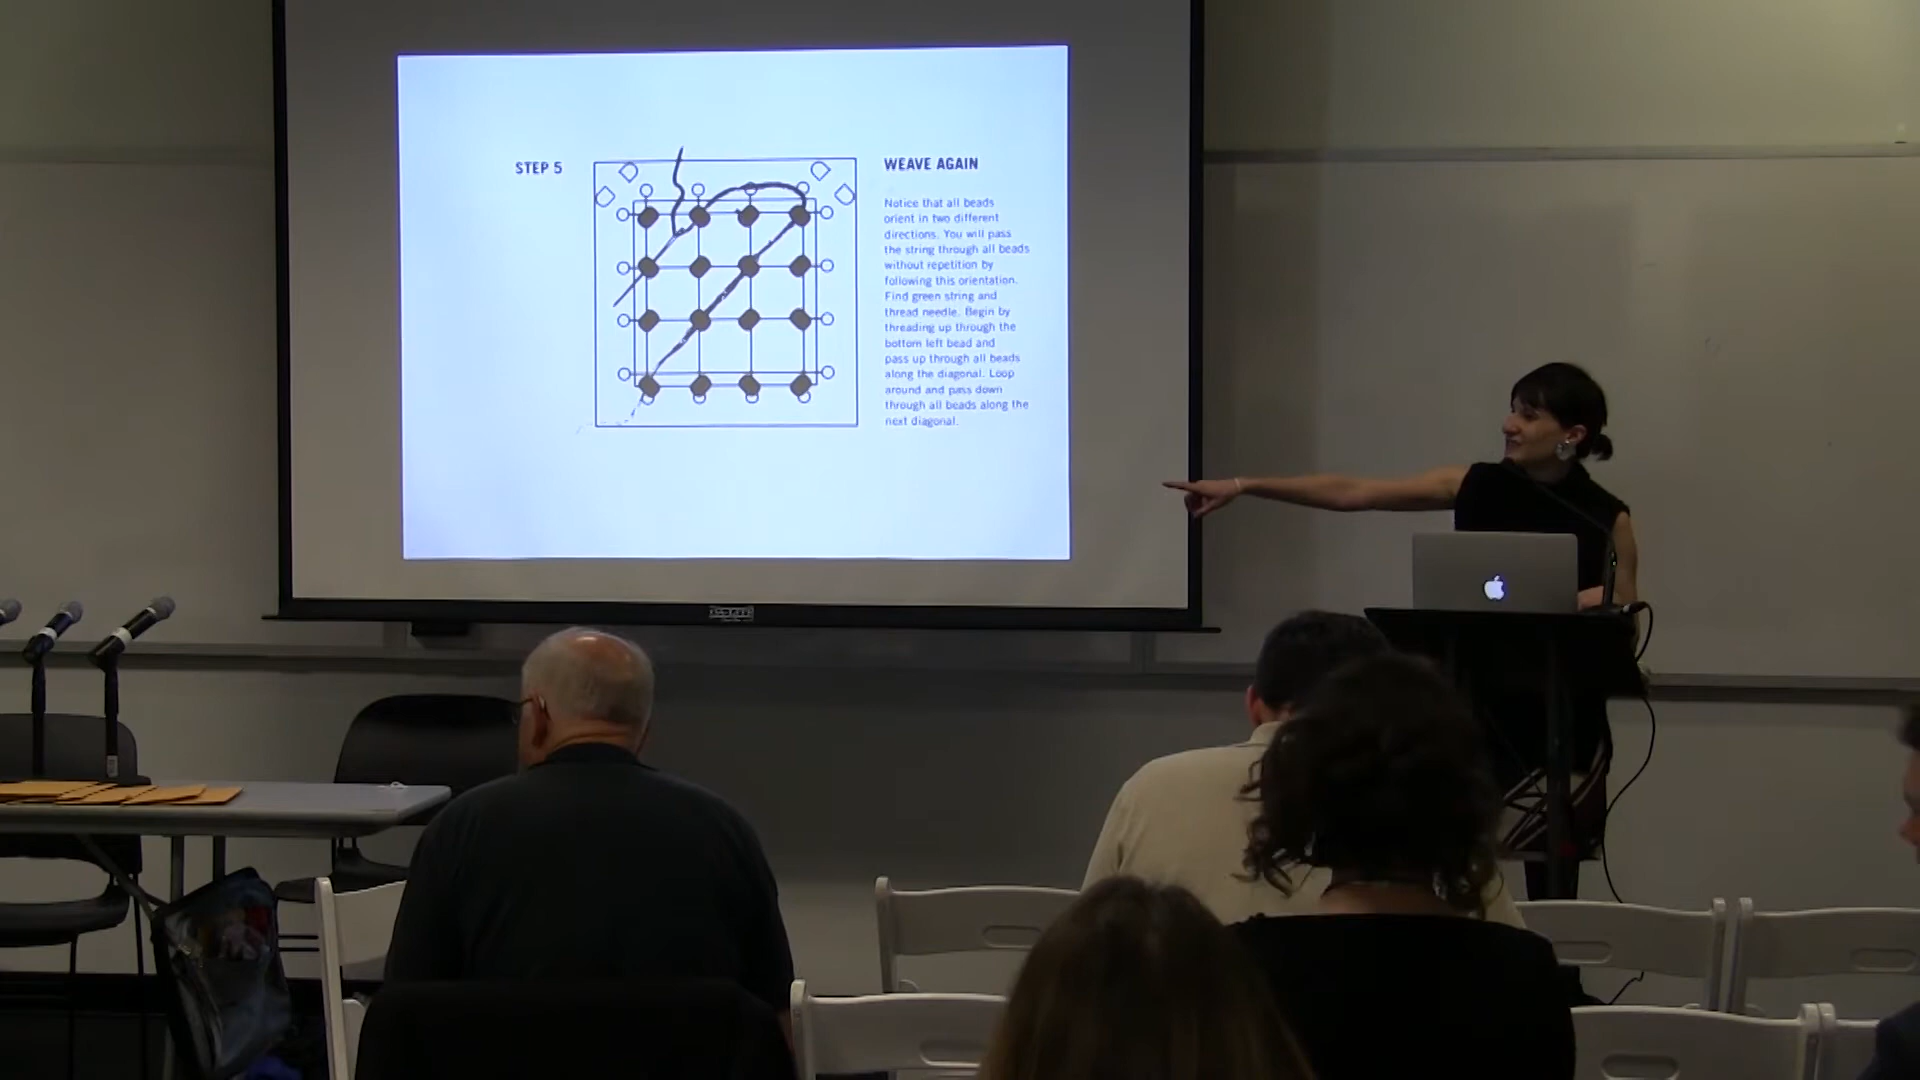 STEP 5
WEAVE AGAIN
Notice that all beads
orient in two different
directions. You will pass
the string through all beads
without repetition by
following this orientation.
Find green string and
thread needle. Begin by
threading up through the
bottom left bead and
pass up through all beads
along the diagonal. Loop
around and pass down
through all beads along the
next diagonal.
DA-LITE